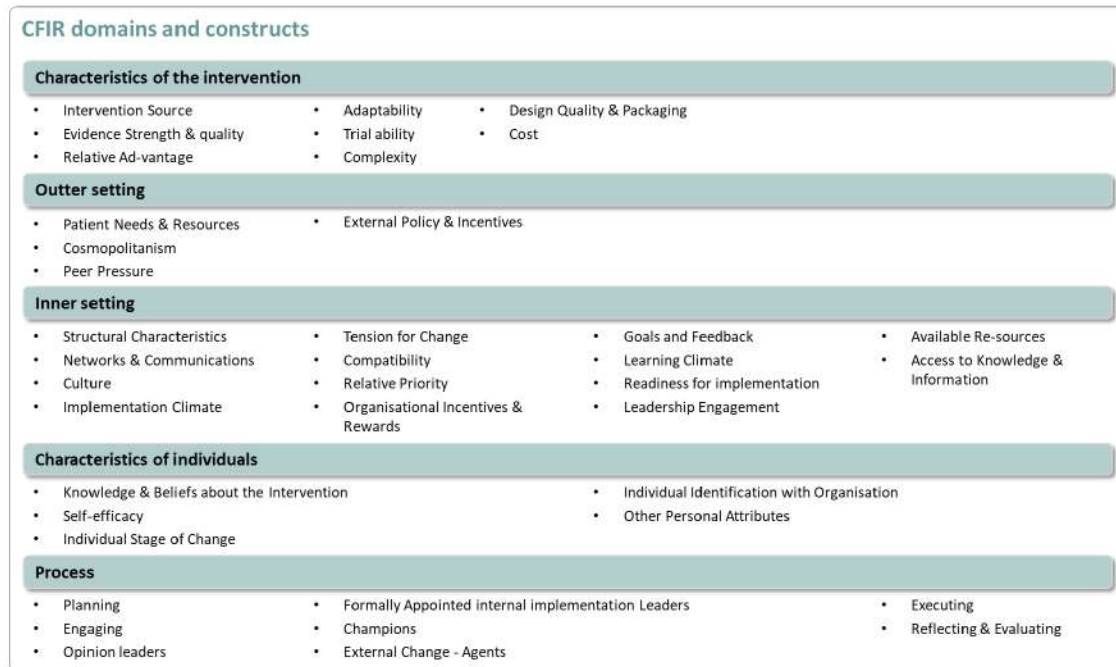 CFIR domains and constructs
Characteristics of the intervention
• Intervention Source
• Evidence Strength & quality
• Relative Ad-vantage
• Adaptability
• Trial ability
• Complexity
• Design Quality & Packaging
• Cost
Outter setting
• Patient Needs & Resources
• Cosmopolitanism
• Peer Pressure
• External Policy & Incentives
Inner setting
• Structural Characteristics
• Networks & Communications
• Culture
• Implementation Climate
• Tension for Change
• Compatibility
• Relative Priority
• Organisational Incentives &
Rewards
• Goals and Feedback
• Learning Climate
• Readiness for implementation
• Leadership Engagement
• Available Re-sources
• Access to Knowledge &
Information
Characteristics of individuals
• Knowledge & Beliefs about the Intervention
• Self-efficacy
• Individual Stage of Change
• Individual Identification with Organisation
• Other Personal Attributes
Process
• Planning
• Engaging
• Opinion leaders
• Formally Appointed internal implementation Leaders
• Champions
• External Change - Agents
• Executing
• Reflecting & Evaluating